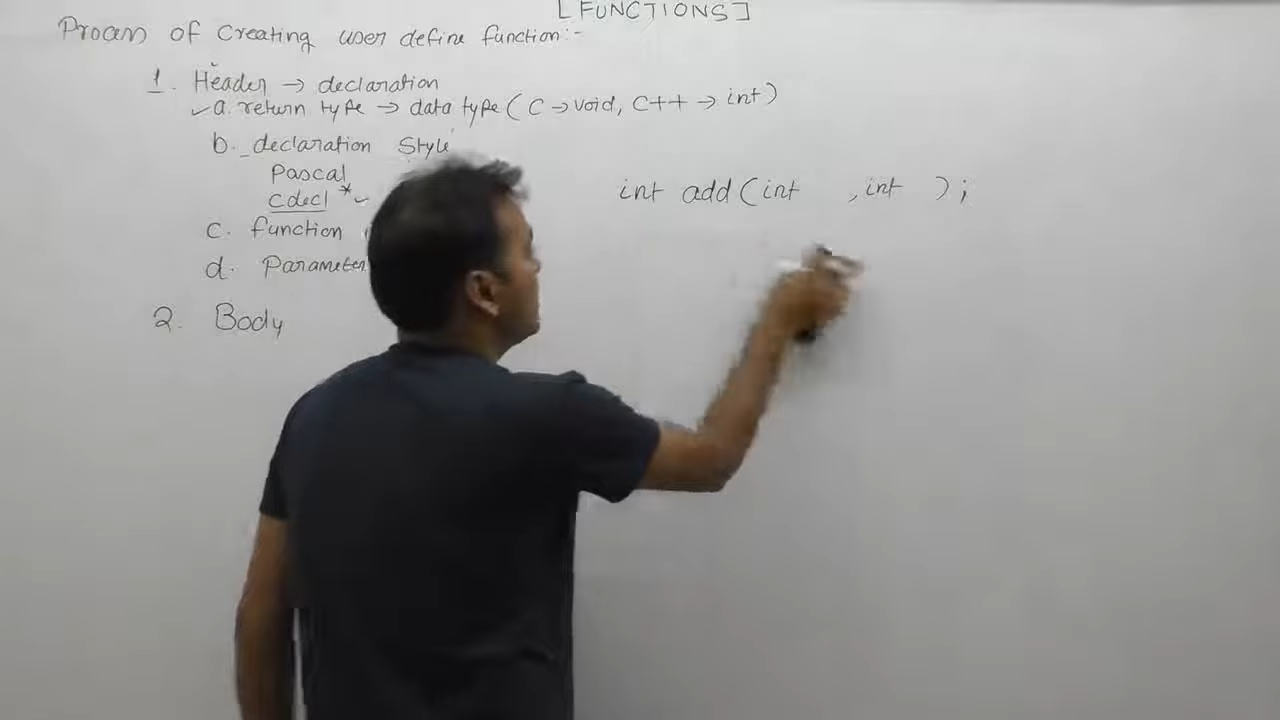 [FUNCTIONS]
Process of Creating user define function:-
1. Header → declaration
✓a. return type → data type (C → void, C++ → int)
b. declaration Style
Pascal
cdecl * ✓
c. function
d. Parameter
2. Body
int add(int ,int );